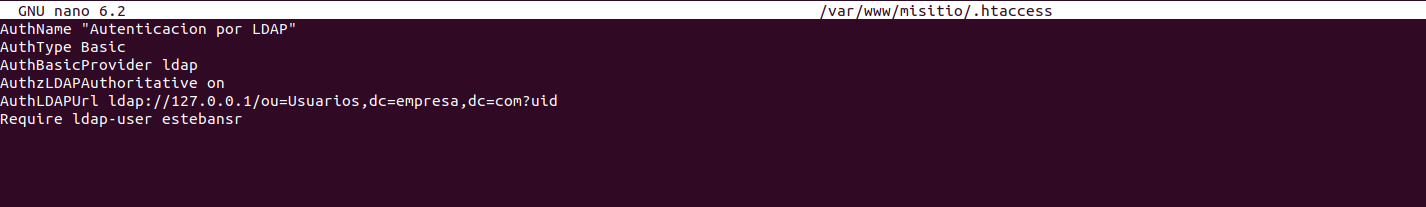 GNU nano 6.2 /var/www/misitio/.htaccess
AuthName "Autenticacion por LDAP"
AuthType Basic
AuthBasicProvider ldap
AuthzLDAPAuthoritative on
AuthLDAPUrl ldap://127.0.0.1/ou=Usuarios,dc=empresa,dc=com?uid
Require ldap-user estebansr